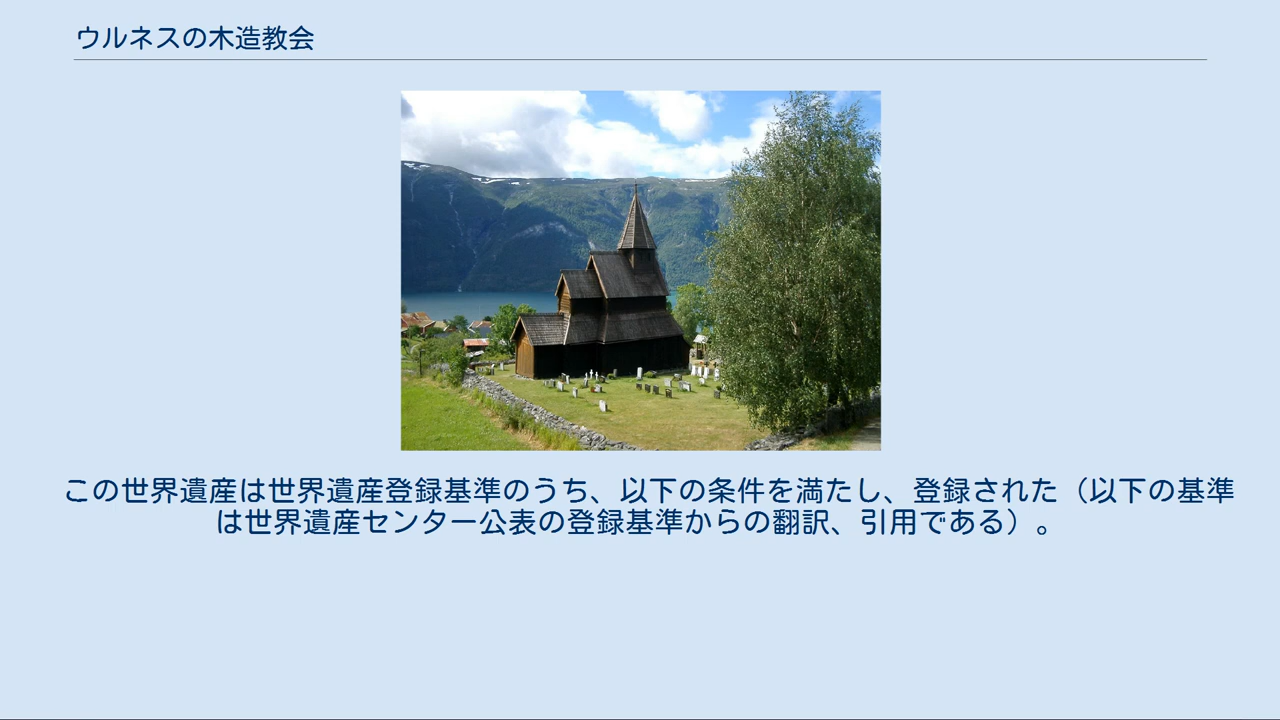 ウルネスの木造教会
この世界遺産は世界遺産登録基準のうち、以下の条件を満たし、登録された（以下の基準
は世界遺産センター公表の登録基準からの翻訳、引用である）。